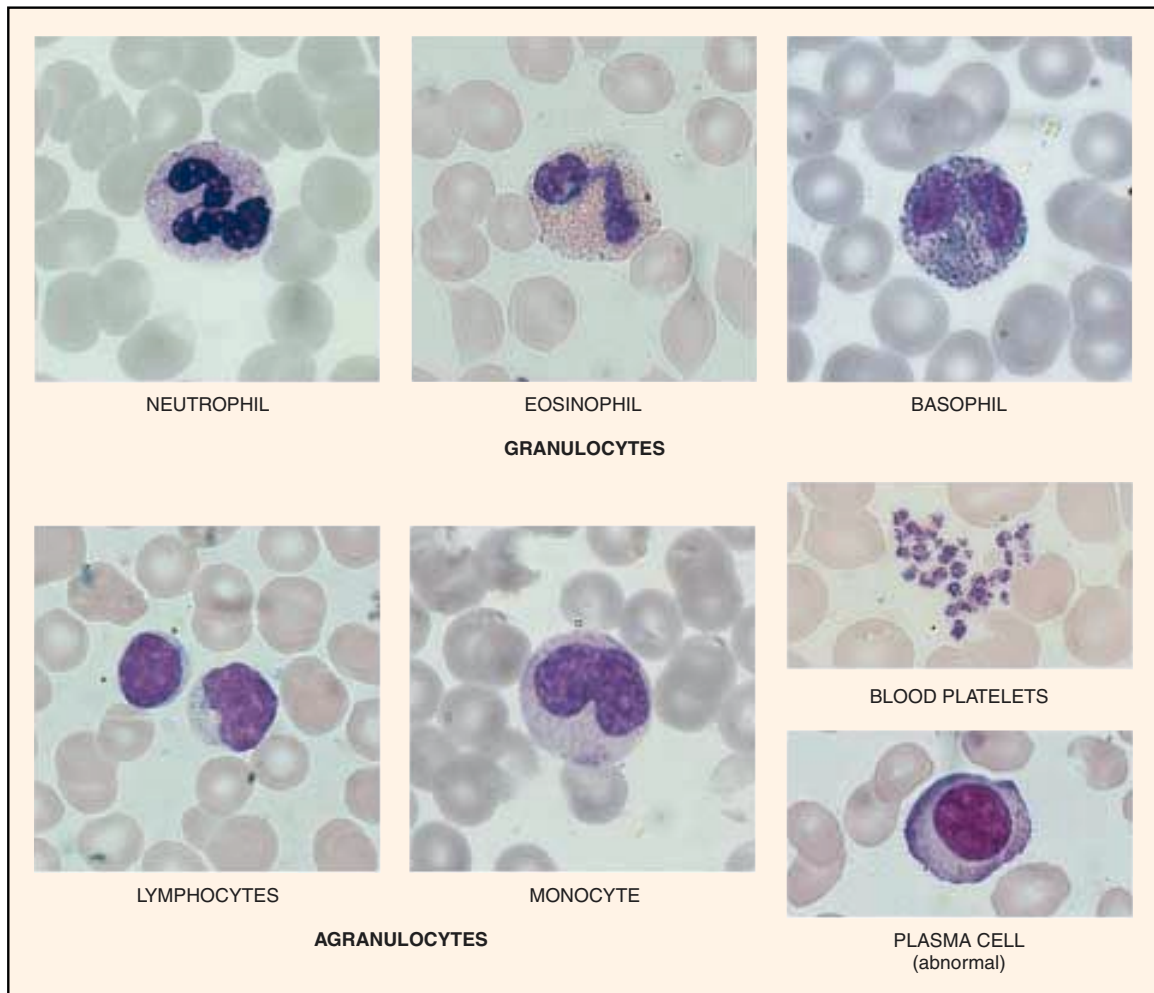 NEUTROPHIL
EOSINOPHIL
BASOPHIL
GRANULOCYTES
BLOOD PLATELETS
LYMPHOCYTES
MONOCYTE
AGRANULOCYTES
PLASMA CELL
(abnormal)